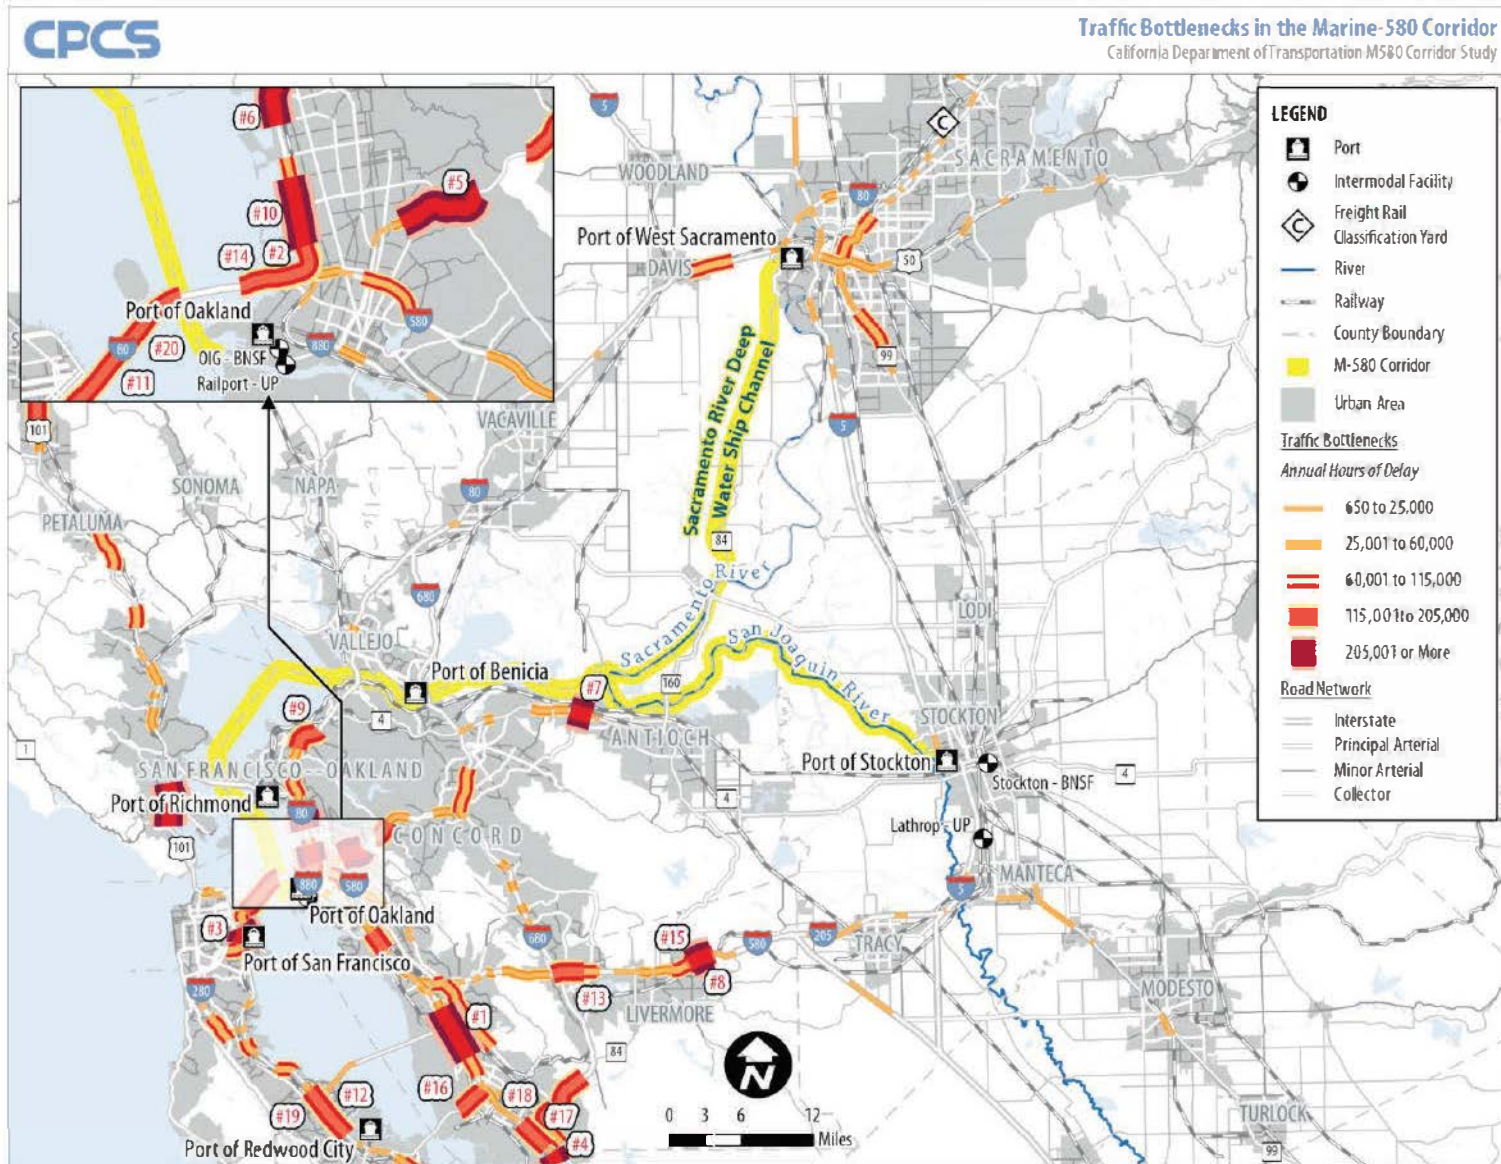 CPCS
Traffic Bottlenecks in the Marine-580 Corridor
California Department of Transportation M580 Corridor Study
#6
#5
#10
#14
#2
Port of Oakland
80
#20
#11
OIG - BNSF
Railport - UP
880
580
5
WOODLAND
C
SACRAMENTO
80
Port of West Sacramento
DAVIS
50
99
5
Sacramento River Deep
Water Ship Channel
84
101
VACAVILLE
80
SONOMA
NAPA
PETALUMA
680
VALLEJO
Sacramento River
San Joaquin River
LODI
Port of Benicia
#7
160
4
ANTIOCH
STOCKTON
#9
1
SAN FRANCISCO--OAKLAND
Port of Richmond
80
Port of Stockton
Stockton - BNSF
4
4
Lathrop - UP
101
CONCORD
MANTECA
5
880
580
Port of Oakland
#3
Port of San Francisco
680
#15
580
205
TRACY
#8
#13
LIVERMORE
280
#1
MODESTO
84
N
#16
#18
#12
#17
#19
#4
Port of Redwood City
0 3 6 12
Miles
TURLOCK
99
LEGEND
Port
Intermodal Facility
C
Freight Rail
Classification Yard
River
Railway
County Boundary
M-580 Corridor
Urban Area
Traffic Bottlenecks
Annual Hours of Delay
650 to 25,000
25,001 to 60,000
60,001 to 115,000
115,001 to 205,000
205,001 or More
Road Network
Interstate
Principal Arterial
Minor Arterial
Collector